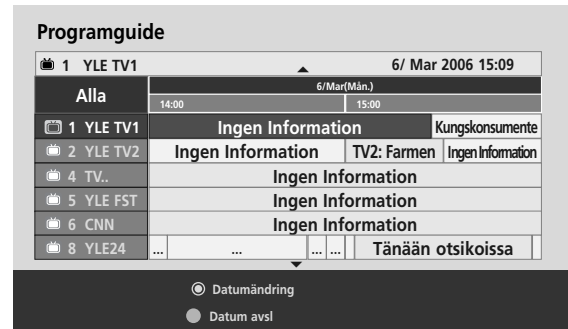 Programguide
1 YLE TV1 6/ Mar 2006 15:09
Alla 6/Mar(Mån.)
14:00 15:00
1 YLE TV1 Ingen Information Kungskonsumente
2 YLE TV2 Ingen Information TV2: Farmen Ingen Information
4 TV.. Ingen Information
5 YLE FST Ingen Information
6 CNN Ingen Information
8 YLE24 ... ... ... ... Tänään otsikoissa
Datumändring
Datum avsl